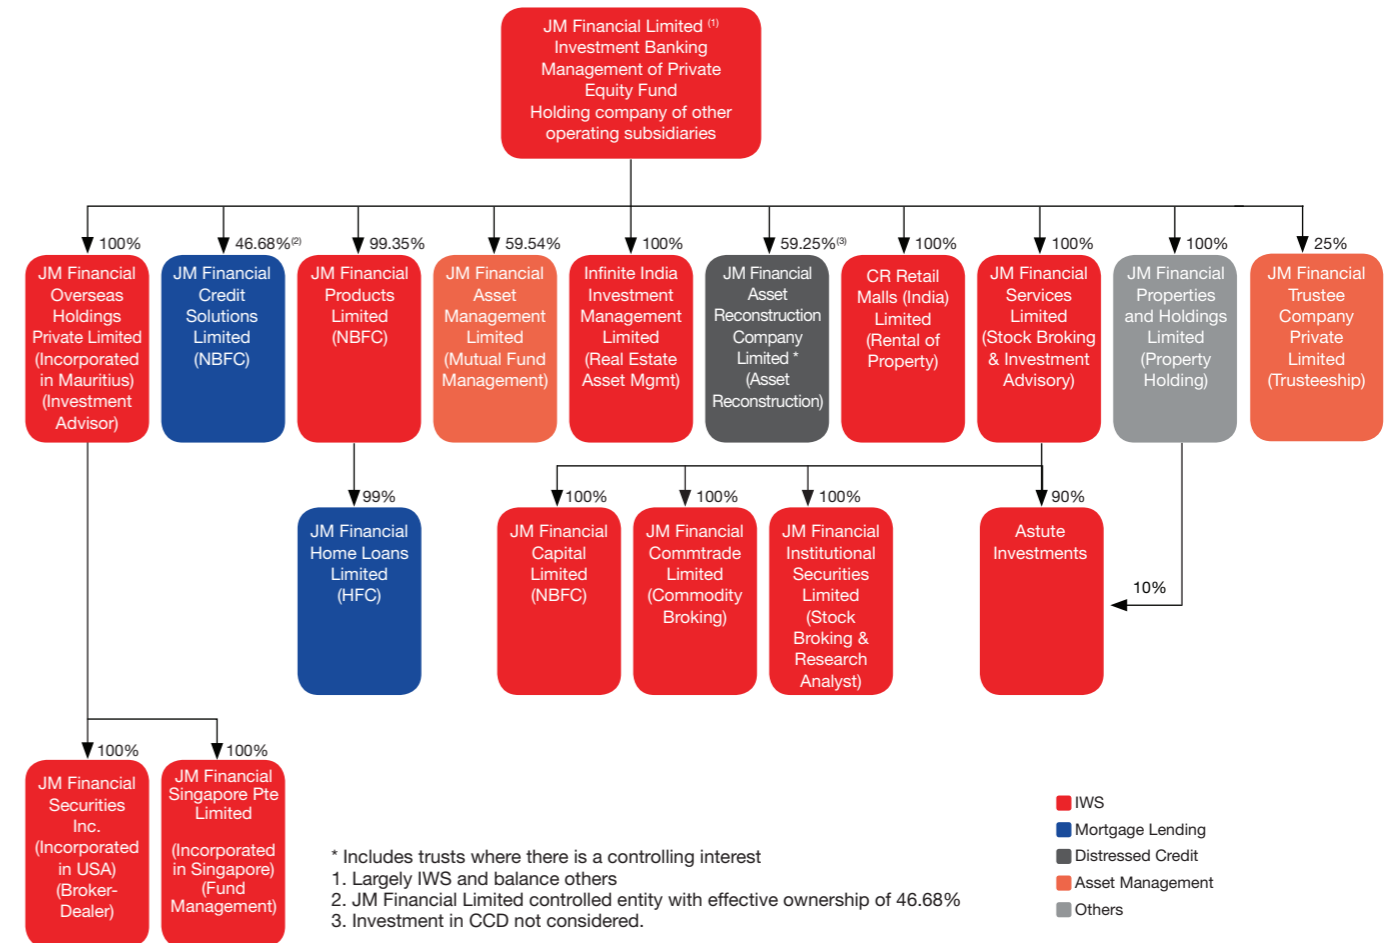 JM Financial Limited (1)
Investment Banking
Management of Private
Equity Fund
Holding company of other
operating subsidiaries
100%
JM Financial
Overseas
Holdings
Private Limited
(Incorporated
in Mauritius)
(Investment
Advisor)
46.68%(2)
JM Financial
Credit
Solutions
Limited
(NBFC)
99.35%
JM Financial
Products
Limited
(NBFC)
59.54%
JM Financial
Asset
Management
Limited
(Mutual Fund
Management)
100%
Infinite India
Investment
Management
Limited
(Real Estate
Asset Mgmt)
59.25%(3)
JM Financial
Asset
Reconstruction
Company
Limited *
(Asset
Reconstruction)
100%
CR Retail
Malls (India)
Limited
(Rental of
Property)
100%
JM Financial
Services
Limited
(Stock Broking
& Investment
Advisory)
100%
JM Financial
Properties
and Holdings
Limited
(Property
Holding)
25%
JM Financial
Trustee
Company
Private
Limited
(Trusteeship)
99%
JM Financial
Home Loans
Limited
(HFC)
100%
JM Financial
Capital
Limited
(NBFC)
100%
JM Financial
Commtrade
Limited
(Commodity
Broking)
100%
JM Financial
Institutional
Securities
Limited
(Stock
Broking &
Research
Analyst)
90%
Astute
Investments
10%
100%
JM Financial
Securities
Inc.
(Incorporated
in USA)
(Broker-
Dealer)
100%
JM Financial
Singapore Pte
Limited
(Incorporated
in Singapore)
(Fund
Management)
* Includes trusts where there is a controlling interest
1. Largely IWS and balance others
2. JM Financial Limited controlled entity with effective ownership of 46.68%
3. Investment in CCD not considered.
IWS
Mortgage Lending
Distressed Credit
Asset Management
Others